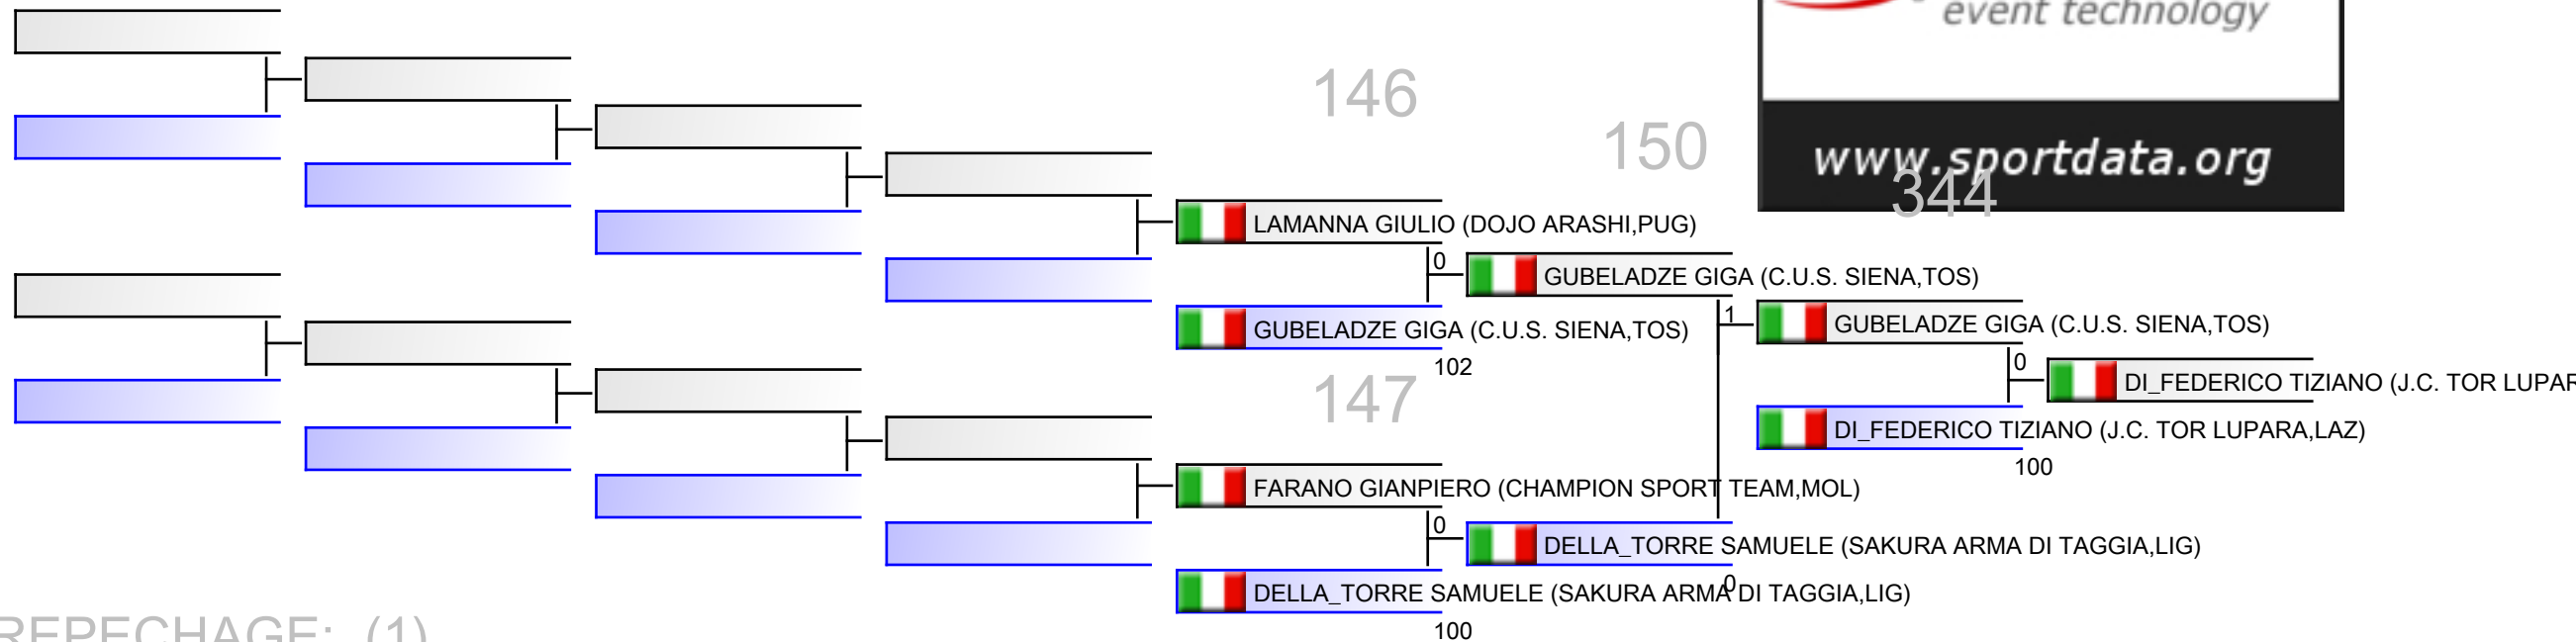 event technology
146
150
www.sportdata.org
344
LAMANNA GIULIO (DOJO ARASHI,PUG)
0
GUBELADZE GIGA (C.U.S. SIENA,TOS)
GUBELADZE GIGA (C.U.S. SIENA,TOS)
102
1
GUBELADZE GIGA (C.U.S. SIENA,TOS)
0
DI_FEDERICO TIZIANO (J.C. TOR LUPAR
147
DI_FEDERICO TIZIANO (J.C. TOR LUPARA,LAZ)
100
FARANO GIANPIERO (CHAMPION SPORT TEAM,MOL)
0
DELLA_TORRE SAMUELE (SAKURA ARMA DI TAGGIA,LIG)
0
DELLA_TORRE SAMUELE (SAKURA ARMA DI TAGGIA,LIG)
100
REPECHAGE: (1)